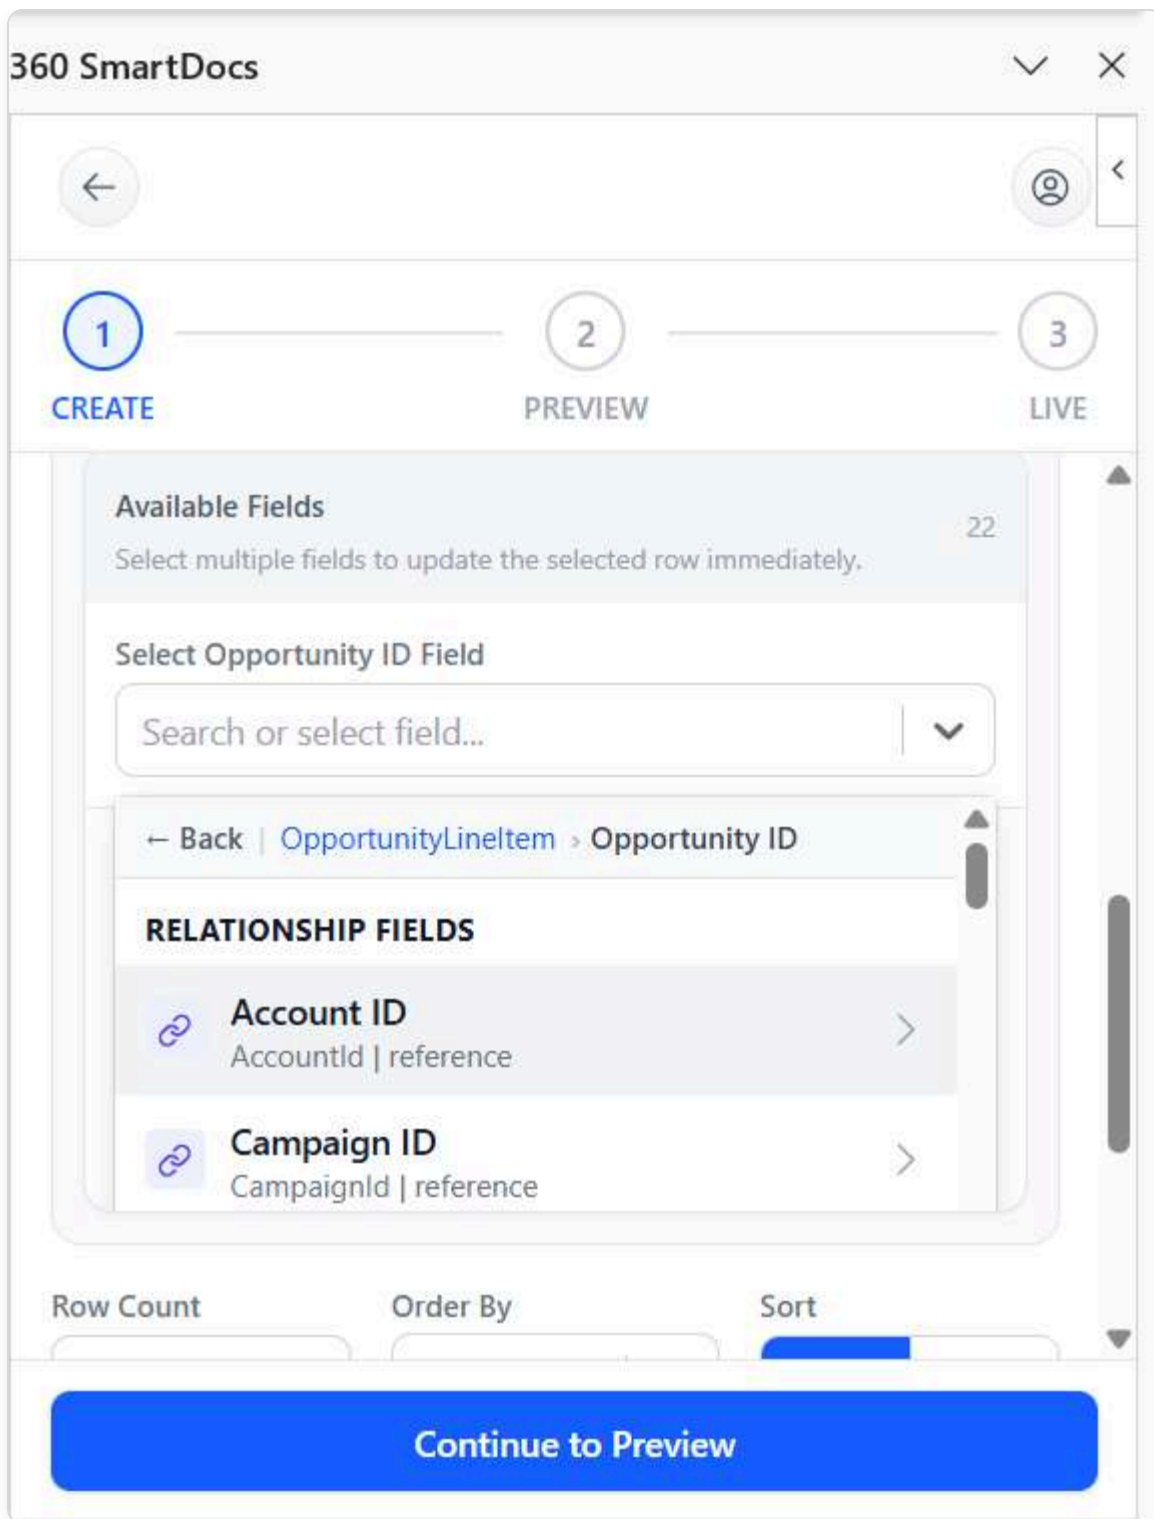 360 SmartDocs
1
2
3
CREATE
PREVIEW
LIVE
Available Fields
22
Select multiple fields to update the selected row immediately.
Select Opportunity ID Field
Search or select field...
← Back | OpportunityLineItem › Opportunity ID
RELATIONSHIP FIELDS
Account ID
AccountId | reference
Campaign ID
CampaignId | reference
Row Count
Order By
Sort
Continue to Preview